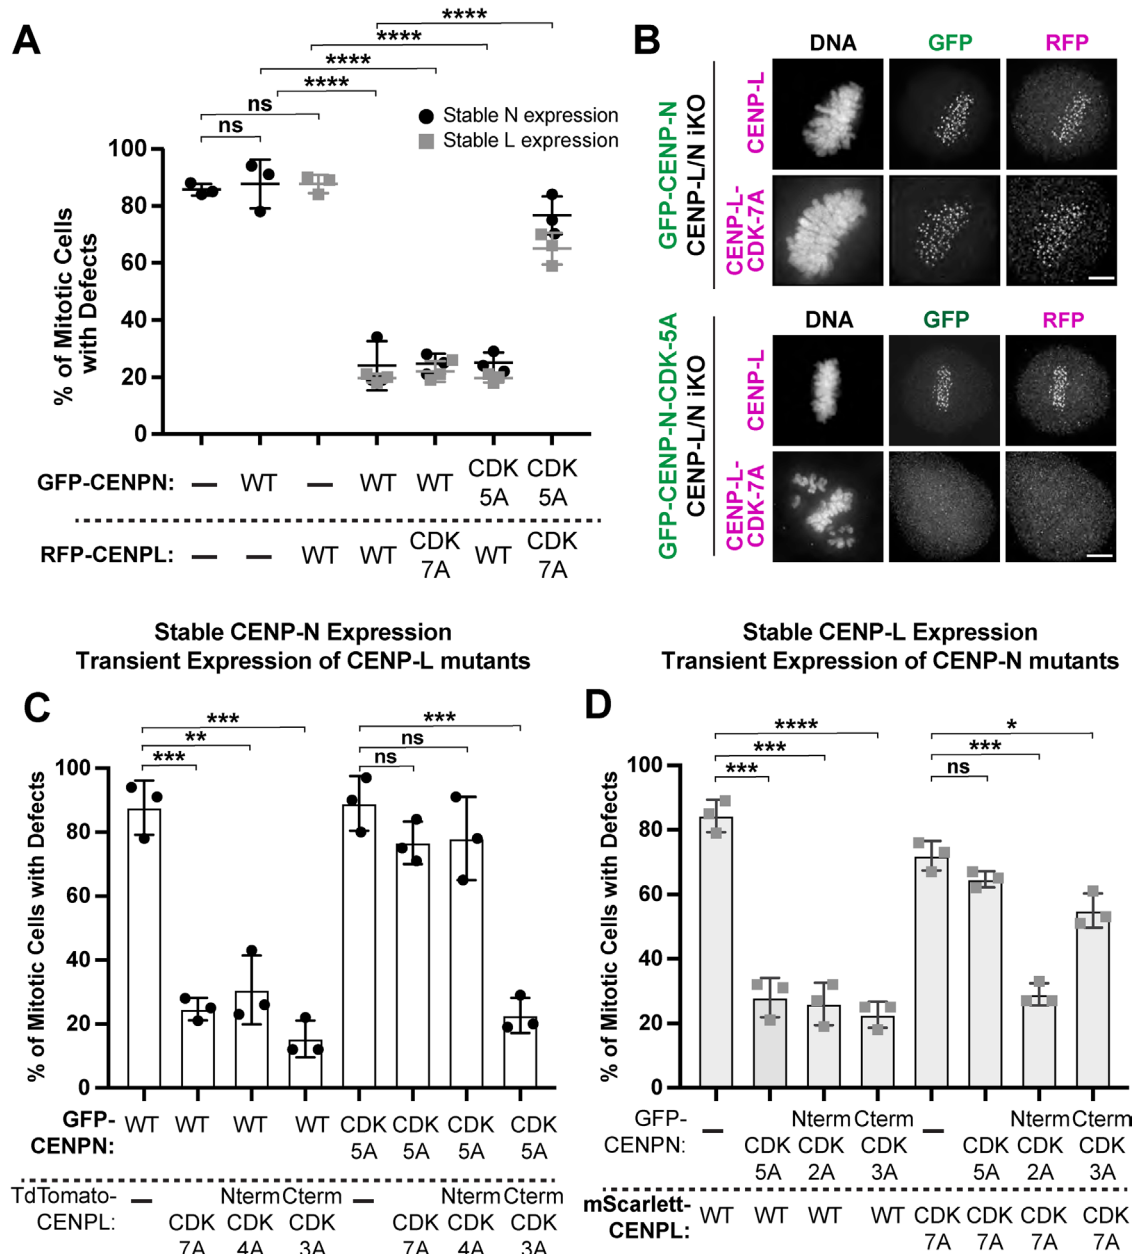 A
****
****
****
****
ns
ns
Stable N expression
Stable L expression
% of Mitotic Cells
with Defects
100
80
60
40
20
0
GFP-CENPN: — WT — WT WT CDK 5A CDK 5A
RFP-CENPL: — — WT WT CDK 7A WT CDK 7A
B
DNA GFP RFP
GFP-CENP-N
CENP-L/N iKO
CENP-L
CENP-L-
CDK-7A
DNA GFP RFP
GFP-CENP-N-CDK-5A
CENP-L/N iKO
CENP-L
CENP-L-
CDK-7A
Stable CENP-N Expression
Transient Expression of CENP-L mutants
C
***
**
***
***
ns
ns
% of Mitotic Cells with Defects
100
80
60
40
20
0
GFP-
CENPN:
WT WT WT WT CDK CDK CDK CDK
5A 5A 5A 5A
TdTomato-
CENPL:
— Nterm Cterm — Nterm Cterm
CDK CDK CDK CDK CDK CDK
7A 4A 3A 7A 4A 3A
Stable CENP-L Expression
Transient Expression of CENP-N mutants
D
****
***
***
*
***
ns
% of Mitotic Cells with Defects
100
80
60
40
20
0
GFP-
CENPN:
— Nterm Cterm — Nterm Cterm
CDK CDK CDK CDK CDK CDK
5A 2A 3A 5A 2A 3A
mScarlett-
CENPL:
WT WT WT WT CDK CDK CDK CDK
7A 7A 7A 7A